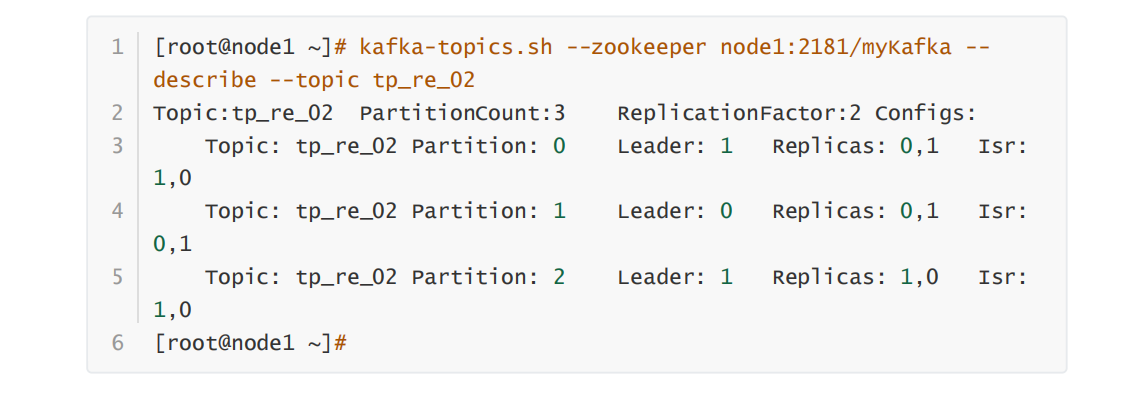 1 [root@node1 ~]# kafka-topics.sh --zookeeper node1:2181/myKafka --
describe --topic tp_re_02
2 Topic:tp_re_02 PartitionCount:3 ReplicationFactor:2 Configs:
3 Topic: tp_re_02 Partition: 0 Leader: 1 Replicas: 0,1 Isr:
1,0
4 Topic: tp_re_02 Partition: 1 Leader: 0 Replicas: 0,1 Isr:
0,1
5 Topic: tp_re_02 Partition: 2 Leader: 1 Replicas: 1,0 Isr:
1,0
6 [root@node1 ~]#